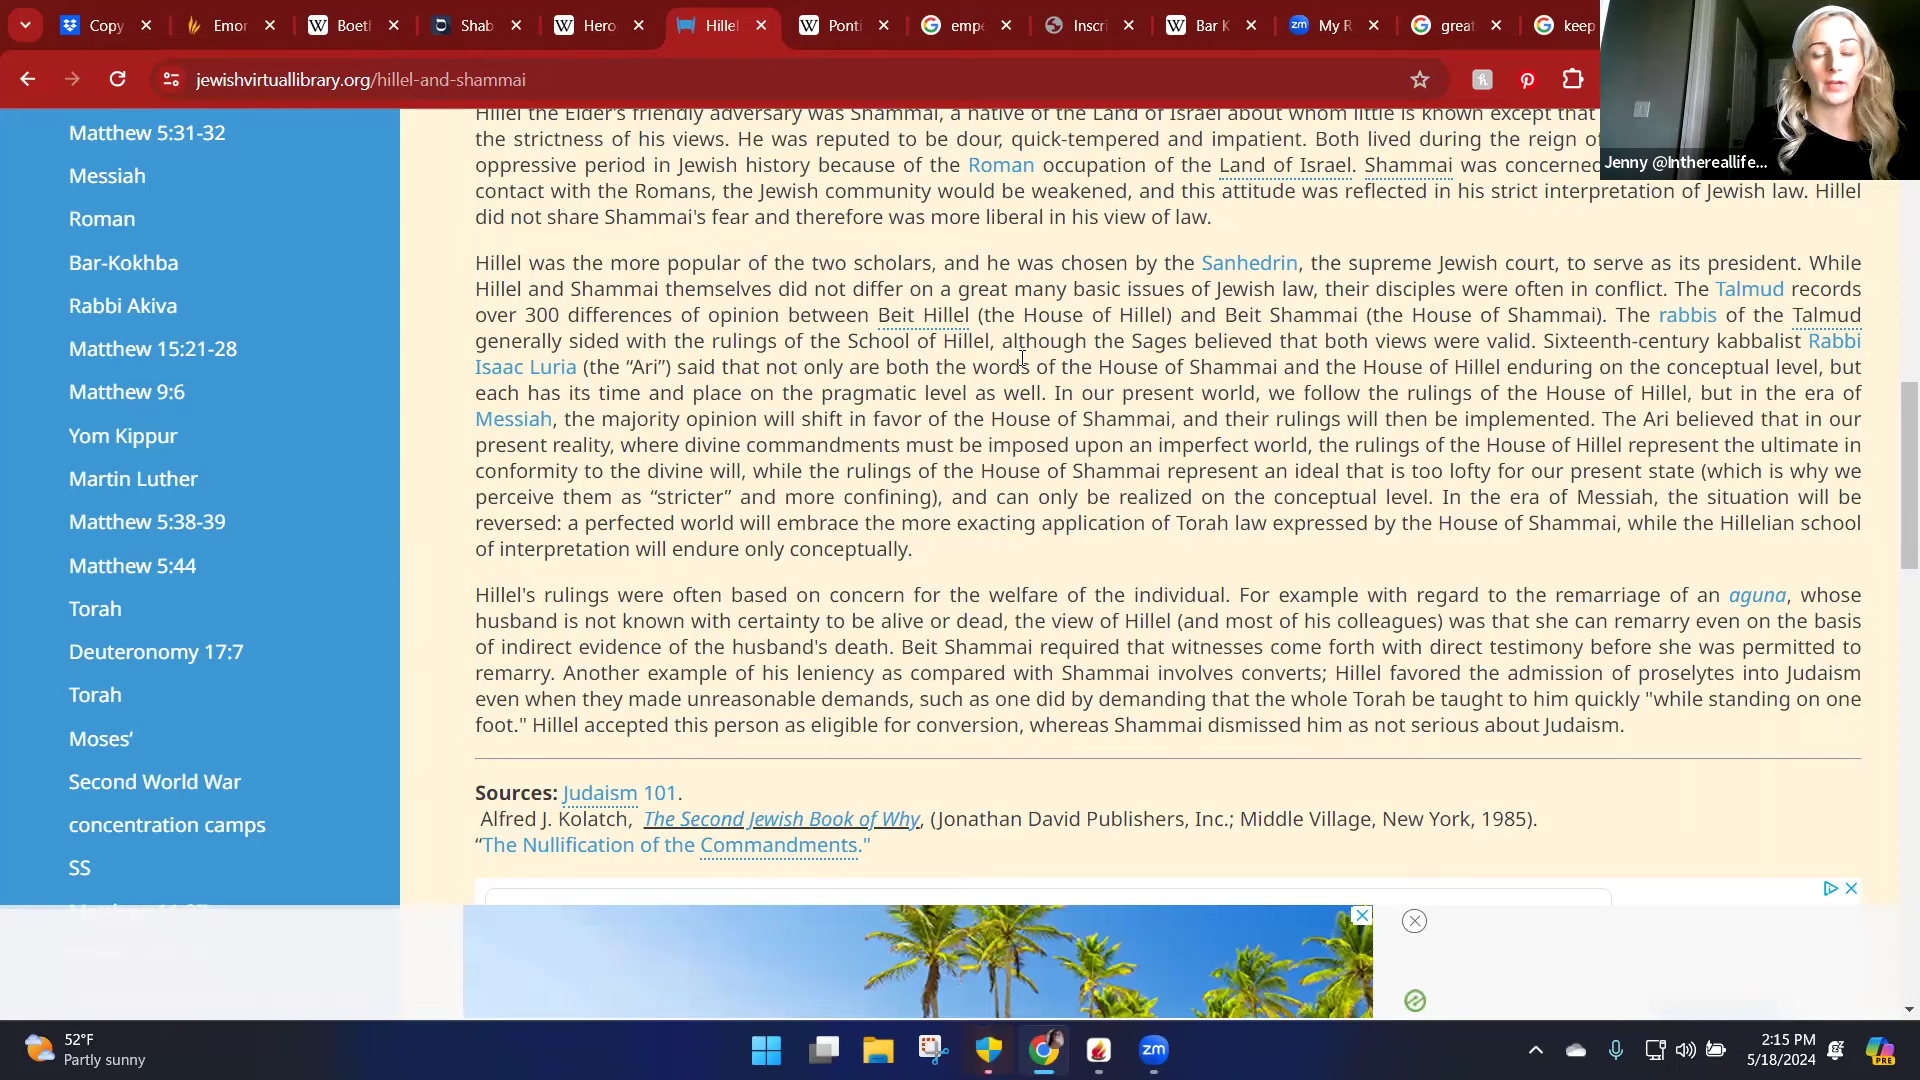 Copy
Emor
Boetl
Shab
Hero
Hillel
Ponti
empe
Inscri
Bar K
My R
great
keep
jewishvirtuallibrary.org/hillel-and-shammai
Jenny @Inthereallife...
Matthew 5:31-32
Messiah
Roman
Bar-Kokhba
Rabbi Akiva
Matthew 15:21-28
Matthew 9:6
Yom Kippur
Martin Luther
Matthew 5:38-39
Matthew 5:44
Torah
Deuteronomy 17:7
Torah
Moses’
Second World War
concentration camps
SS
Hillel the Elder's friendly adversary was Shammai, a native of the Land of Israel about whom little is known except that
the strictness of his views. He was reputed to be dour, quick-tempered and impatient. Both lived during the reign of
oppressive period in Jewish history because of the Roman occupation of the Land of Israel. Shammai was concerned
contact with the Romans, the Jewish community would be weakened, and this attitude was reflected in his strict interpretation of Jewish law. Hillel
did not share Shammai's fear and therefore was more liberal in his view of law.
Hillel was the more popular of the two scholars, and he was chosen by the Sanhedrin, the supreme Jewish court, to serve as its president. While
Hillel and Shammai themselves did not differ on a great many basic issues of Jewish law, their disciples were often in conflict. The Talmud records
over 300 differences of opinion between Beit Hillel (the House of Hillel) and Beit Shammai (the House of Shammai). The rabbis of the Talmud
generally sided with the rulings of the School of Hillel, although the Sages believed that both views were valid. Sixteenth-century kabbalist Rabbi
Isaac Luria (the “Ari”) said that not only are both the words of the House of Shammai and the House of Hillel enduring on the conceptual level, but
each has its time and place on the pragmatic level as well. In our present world, we follow the rulings of the House of Hillel, but in the era of
Messiah, the majority opinion will shift in favor of the House of Shammai, and their rulings will then be implemented. The Ari believed that in our
present reality, where divine commandments must be imposed upon an imperfect world, the rulings of the House of Hillel represent the ultimate in
conformity to the divine will, while the rulings of the House of Shammai represent an ideal that is too lofty for our present state (which is why we
perceive them as “stricter” and more confining), and can only be realized on the conceptual level. In the era of Messiah, the situation will be
reversed: a perfected world will embrace the more exacting application of Torah law expressed by the House of Shammai, while the Hillelian school
of interpretation will endure only conceptually.
Hillel's rulings were often based on concern for the welfare of the individual. For example with regard to the remarriage of an aguna, whose
husband is not known with certainty to be alive or dead, the view of Hillel (and most of his colleagues) was that she can remarry even on the basis
of indirect evidence of the husband's death. Beit Shammai required that witnesses come forth with direct testimony before she was permitted to
remarry. Another example of his leniency as compared with Shammai involves converts; Hillel favored the admission of proselytes into Judaism
even when they made unreasonable demands, such as one did by demanding that the whole Torah be taught to him quickly "while standing on one
foot." Hillel accepted this person as eligible for conversion, whereas Shammai dismissed him as not serious about Judaism.
Sources: Judaism 101.
Alfred J. Kolatch, The Second Jewish Book of Why, (Jonathan David Publishers, Inc.; Middle Village, New York, 1985).
“The Nullification of the Commandments."
52°F
Partly sunny
zm
2:15 PM
5/18/2024
PRE